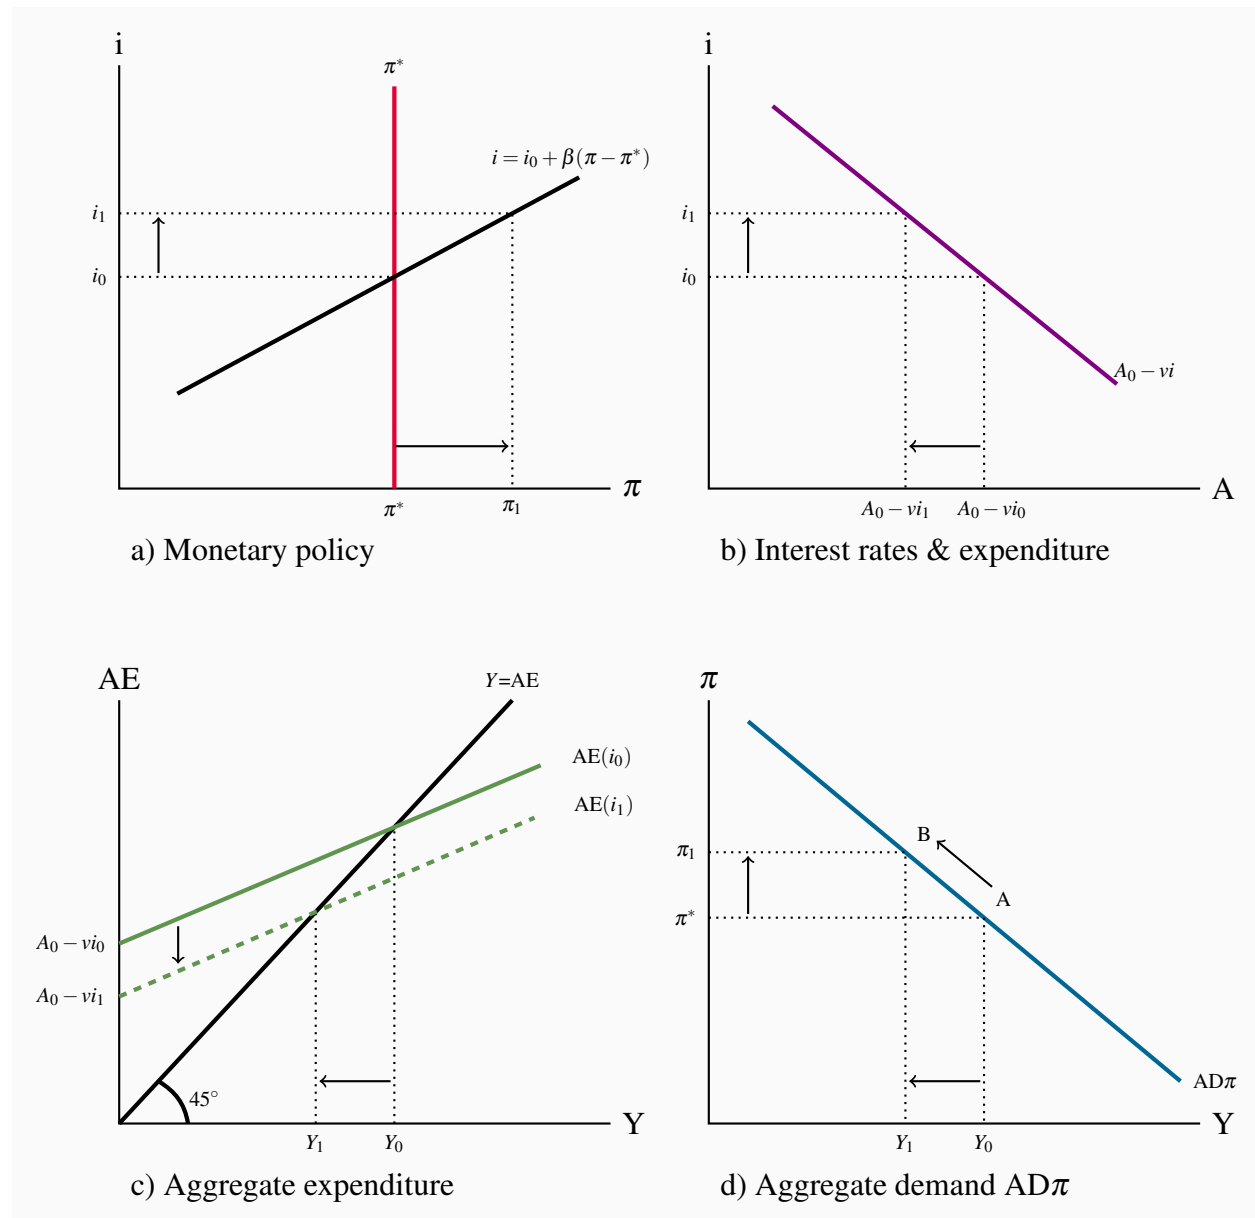 i
π*
i = i₀ + β(π − π*)
i₁
i₀
π* π₁
π
a) Monetary policy
i
i₁
i₀
A₀ − vi
A₀ − vi₁ A₀ − vi₀
A
b) Interest rates & expenditure
AE
Y=AE
AE(i₀)
AE(i₁)
A₀ − vi₀
A₀ − vi₁
45°
Y₁ Y₀
Y
c) Aggregate expenditure
π
B
π₁
A
π*
ADπ
Y₁ Y₀
Y
d) Aggregate demand ADπ